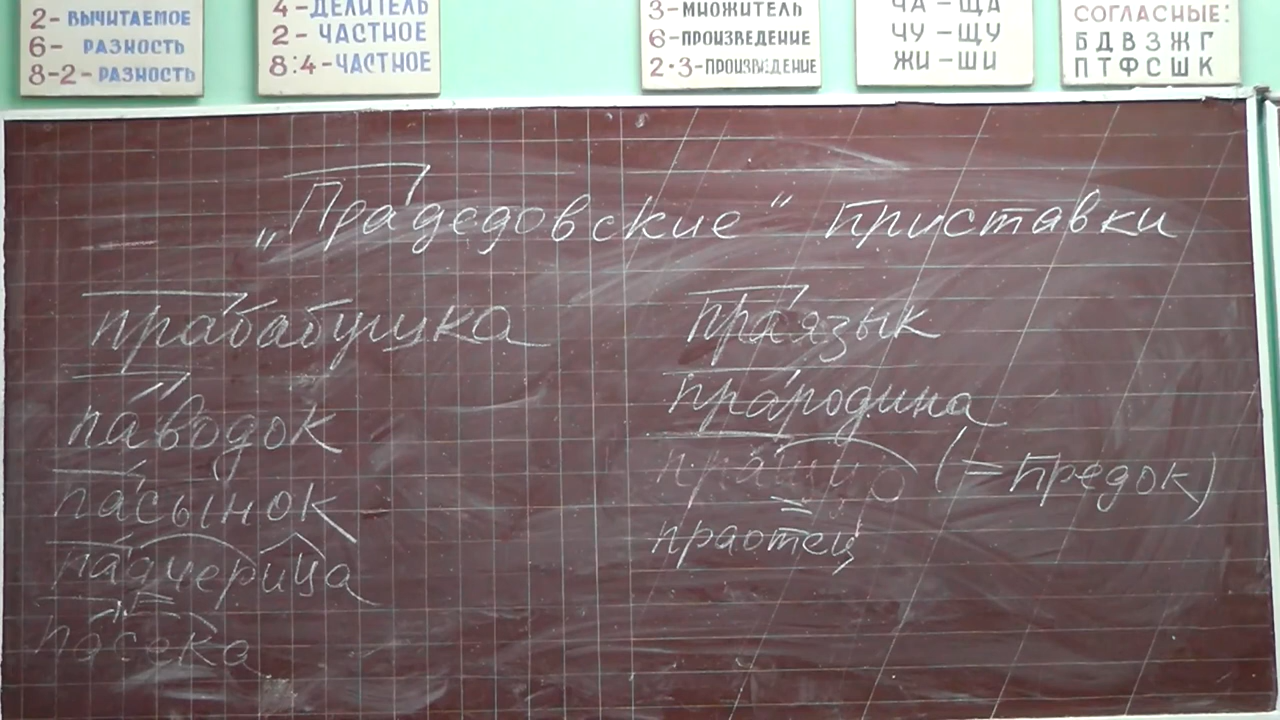 2- ВЫЧИТАЕМОЕ
6- РАЗНОСТЬ
8-2- РАЗНОСТЬ
4-ДЕЛИТЕЛЬ
2- ЧАСТНОЕ
8:4-ЧАСТНОЕ
3-МНОЖИТЕЛЬ
6-ПРОИЗВЕДЕНИЕ
2·3-ПРОИЗВЕДЕНИЕ
ЧА - ЩА
ЧУ - ЩУ
ЖИ - ШИ
СОГЛАСНЫЕ:
Б Д В З Ж Г
П Т Ф С Ш К
„Прадедовские“ приставки
прабабушка
паводок
пасынок
падчерица
пасека
праязык
прародина
пращур (= предок)
праотец